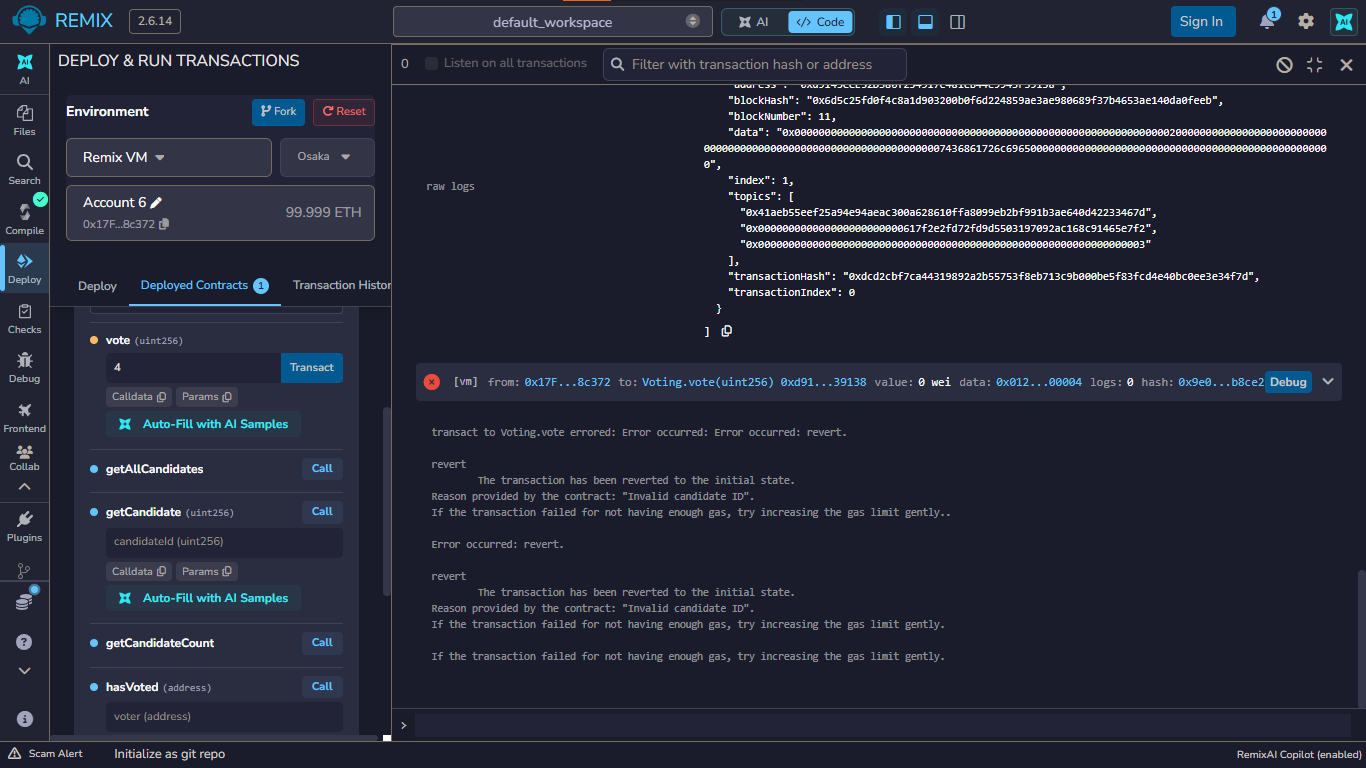 REMIX 2.6.14 default_workspace AI Code Sign In 1
AI
Files
Search
Compile
Deploy
Checks
Debug
Frontend
Collab
Plugins
DEPLOY & RUN TRANSACTIONS
Environment Fork Reset
Remix VM Osaka
Account 6 99.999 ETH
0x17F...8c372
Deploy Deployed Contracts 1 Transaction Histor
vote (uint256)
4 Transact
Calldata Params
Auto-Fill with AI Samples
getAllCandidates Call
getCandidate (uint256) Call
candidateId (uint256)
Calldata Params
Auto-Fill with AI Samples
getCandidateCount Call
hasVoted (address) Call
voter (address)
0 Listen on all transactions Filter with transaction hash or address
"blockHash": "0x6d5c25fd0f4c8a1d903200b0f6d224859ae3ae980689f37b4653ae140da0feeb",
"blockNumber": 11,
raw logs
0",
"index": 1,
"topics": [
"0x41aeb55eef25a94e94aeac300a628610ffa8099eb2bf991b3ae640d42233467d",
"0x000000000000000000000000617f2e2fd72fd9d5503197092ac168c91465e7f2",
"0x0000000000000000000000000000000000000000000000000000000000000003"
],
"transactionHash": "0xdcd2cbf7ca44319892a2b55753f8eb713c9b000be5f83fcd4e40bc0ee3e34f7d",
"transactionIndex": 0
}
]
[vm] from: 0x17F...8c372 to: Voting.vote(uint256) 0xd91...39138 value: 0 wei data: 0x012...00004 logs: 0 hash: 0x9e0...b8ce2 Debug
transact to Voting.vote errored: Error occurred: Error occurred: revert.
revert
The transaction has been reverted to the initial state.
Reason provided by the contract: "Invalid candidate ID".
If the transaction failed for not having enough gas, try increasing the gas limit gently..
Error occurred: revert.
revert
The transaction has been reverted to the initial state.
Reason provided by the contract: "Invalid candidate ID".
If the transaction failed for not having enough gas, try increasing the gas limit gently.
If the transaction failed for not having enough gas, try increasing the gas limit gently.
>
Scam Alert Initialize as git repo RemixAI Copilot (enabled)